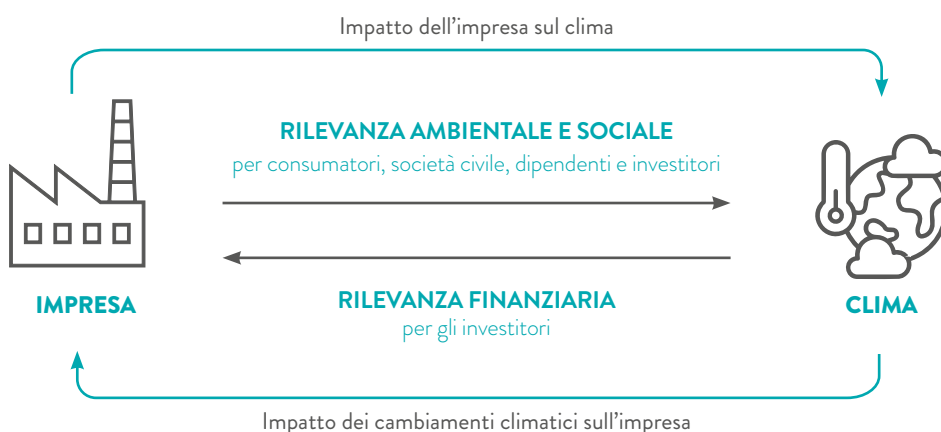 Impatto dell'impresa sul clima
RILEVANZA AMBIENTALE E SOCIALE
per consumatori, società civile, dipendenti e investitori
IMPRESA
CLIMA
RILEVANZA FINANZIARIA
per gli investitori
Impatto dei cambiamenti climatici sull'impresa